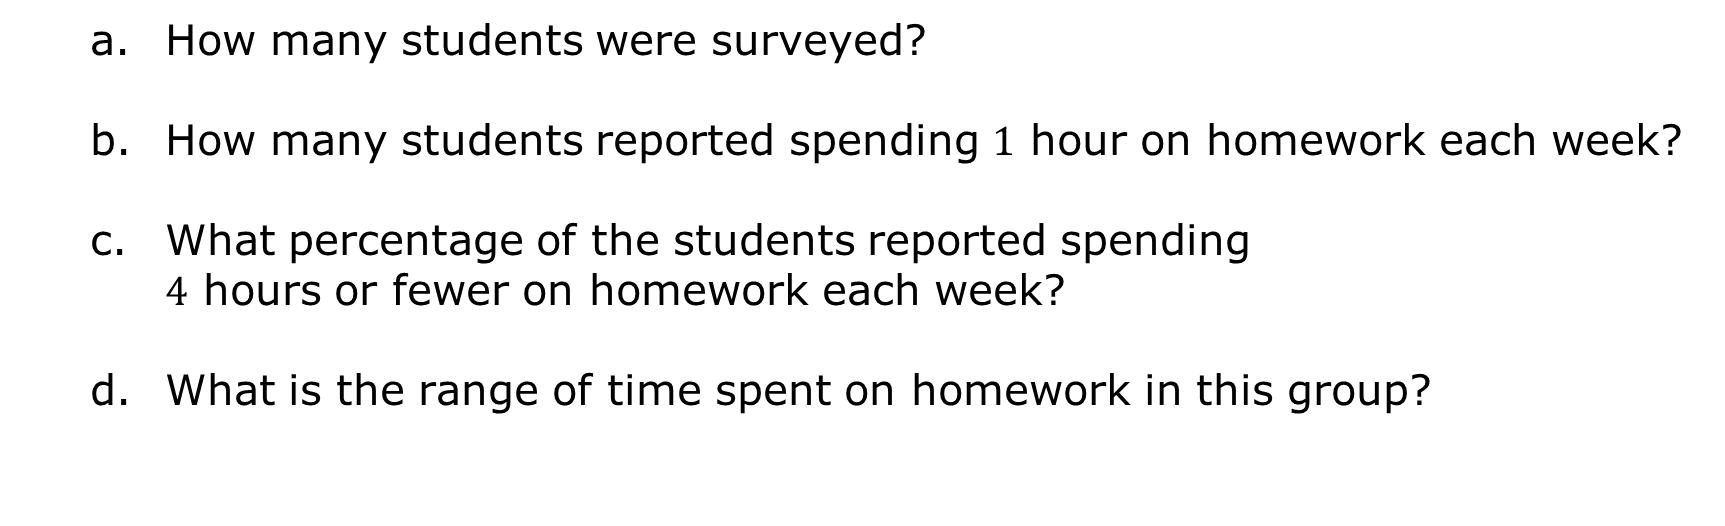 a. How many students were surveyed?
b. How many students reported spending 1 hour on homework each week?
c. What percentage of the students reported spending
4 hours or fewer on homework each week?
d. What is the range of time spent on homework in this group?